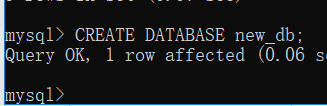 mysql> CREATE DATABASE new_db;
Query OK, 1 row affected (0.06 s
mysql>